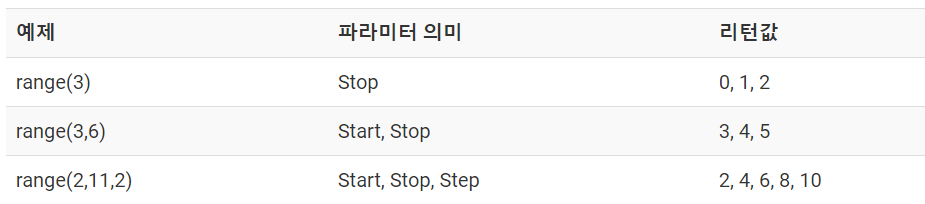 예제 파라미터 의미 리턴값
range(3) Stop 0, 1, 2
range(3,6) Start, Stop 3, 4, 5
range(2,11,2) Start, Stop, Step 2, 4, 6, 8, 10